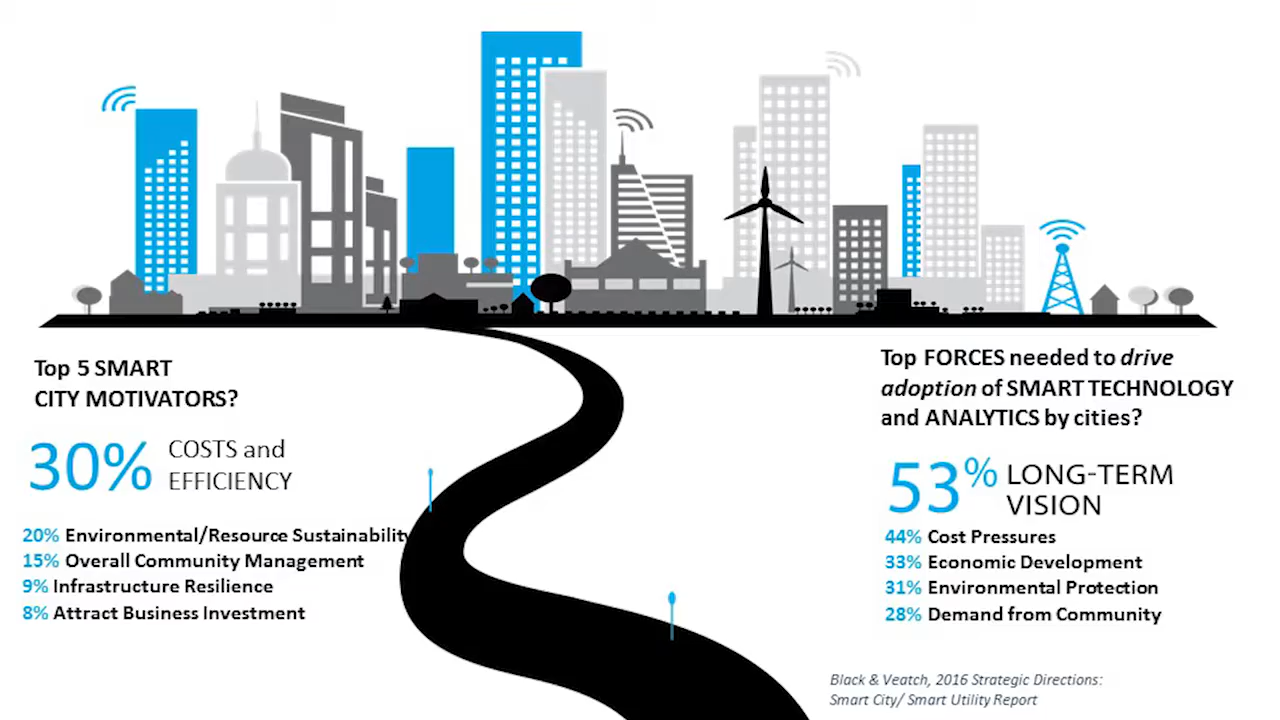 Top 5 SMART
CITY MOTIVATORS?
30% COSTS and
EFFICIENCY
20% Environmental/Resource Sustainability
15% Overall Community Management
9% Infrastructure Resilience
8% Attract Business Investment
Top FORCES needed to drive
adoption of SMART TECHNOLOGY
and ANALYTICS by cities?
53% LONG-TERM
VISION
44% Cost Pressures
33% Economic Development
31% Environmental Protection
28% Demand from Community
Black & Veatch, 2016 Strategic Directions:
Smart City/ Smart Utility Report